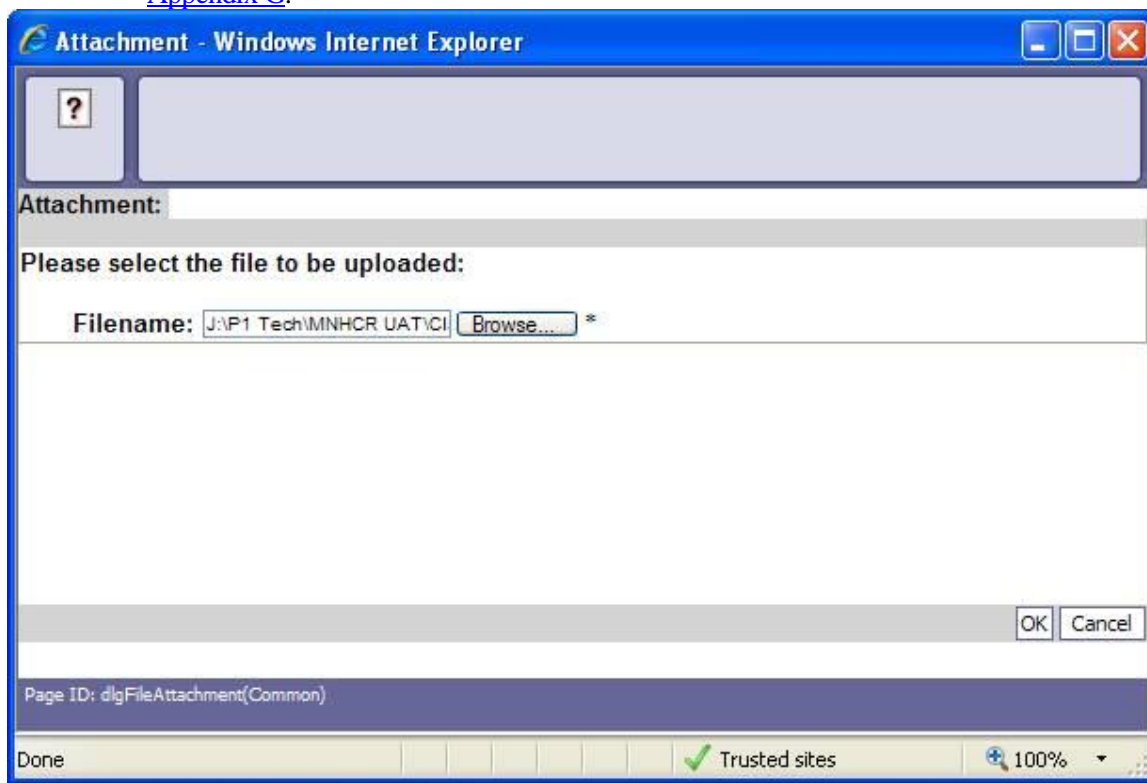 Appendix G.
Attachment - Windows Internet Explorer
?
Attachment:
Please select the file to be uploaded:
Filename: J:\P1 Tech\MNHCR UAT\Cl Browse... *
OK Cancel
Page ID: dlgFileAttachment(Common)
Done Trusted sites 100%